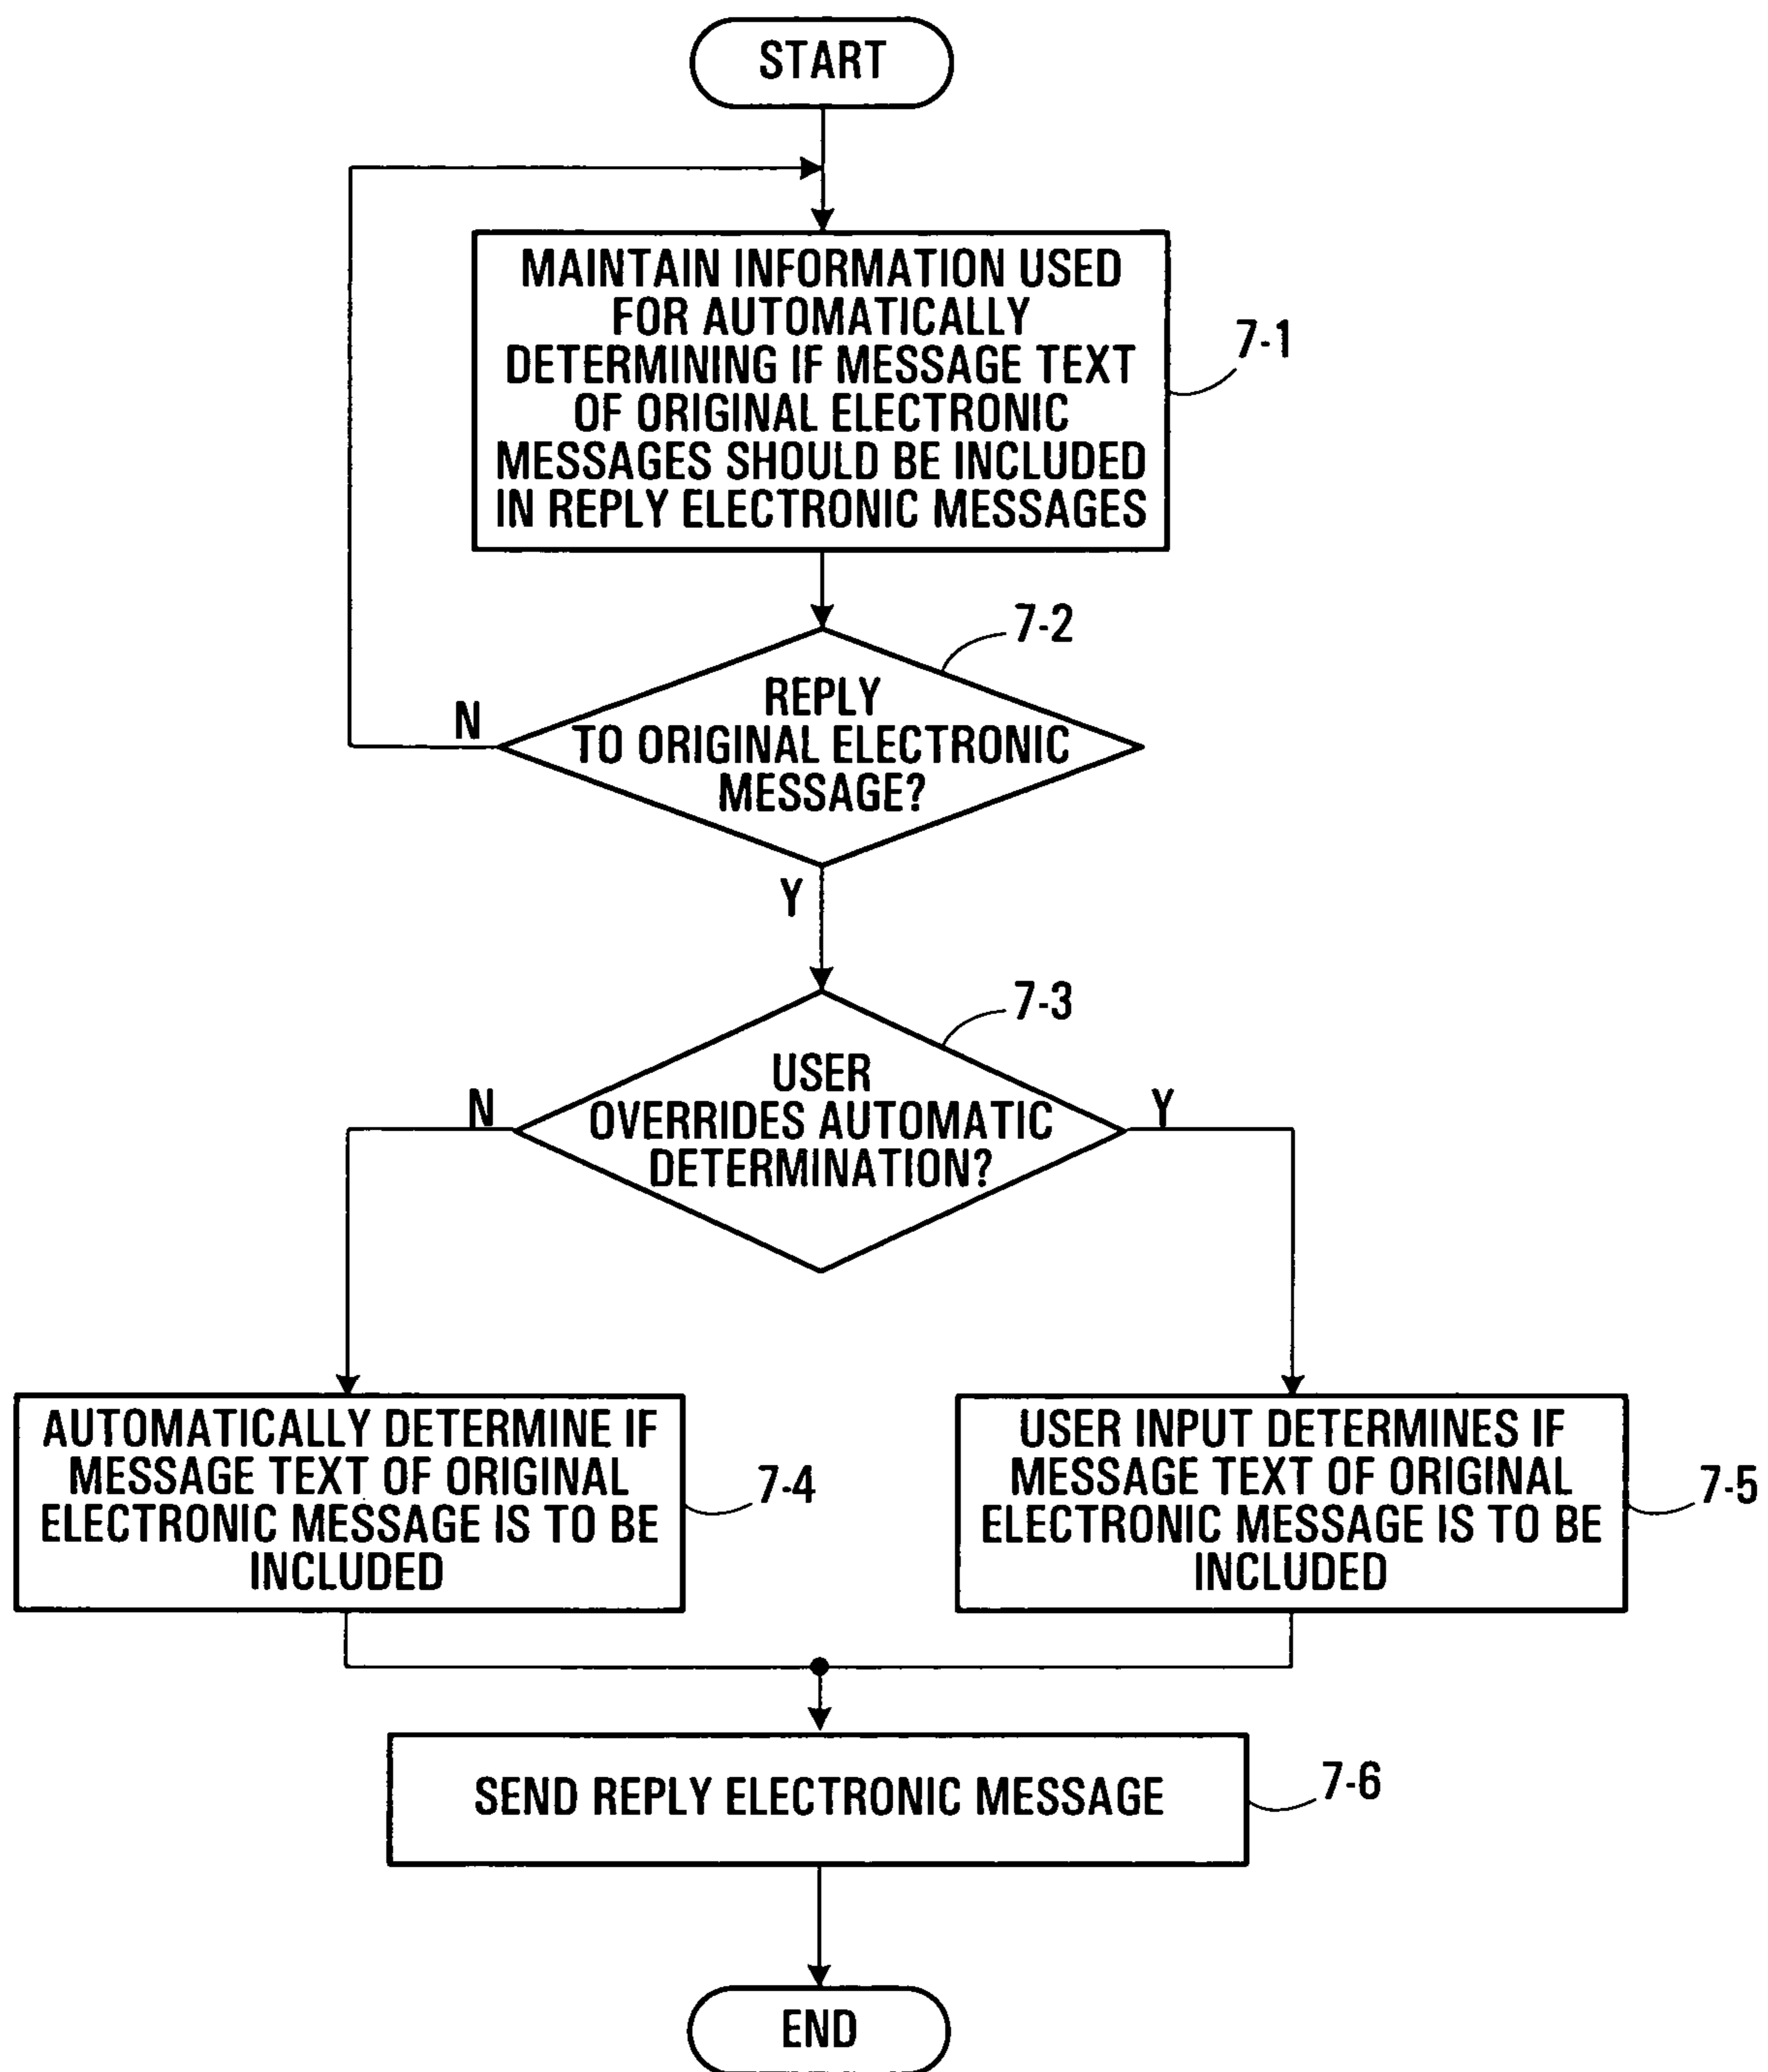 START
MAINTAIN INFORMATION USED
FOR AUTOMATICALLY
DETERMINING IF MESSAGE TEXT
OF ORIGINAL ELECTRONIC
MESSAGES SHOULD BE INCLUDED
IN REPLY ELECTRONIC MESSAGES
7-1
7-2
REPLY
TO ORIGINAL ELECTRONIC
MESSAGE?
N
Y
7-3
USER
OVERRIDES AUTOMATIC
DETERMINATION?
N
Y
AUTOMATICALLY DETERMINE IF
MESSAGE TEXT OF ORIGINAL
ELECTRONIC MESSAGE IS TO BE
INCLUDED
7-4
USER INPUT DETERMINES IF
MESSAGE TEXT OF ORIGINAL
ELECTRONIC MESSAGE IS TO BE
INCLUDED
7-5
SEND REPLY ELECTRONIC MESSAGE
7-6
END